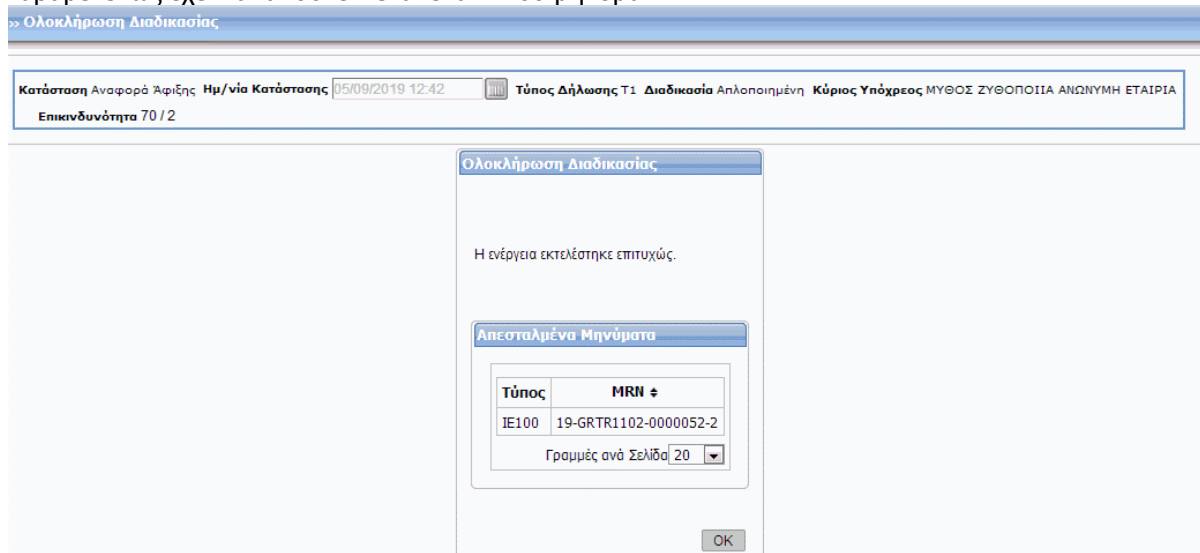 » Ολοκλήρωση Διαδικασίας
Κατάσταση Αναφορά Άφιξης Ημ/νία Κατάστασης 05/09/2019 12:42 Τύπος Δήλωσης T1 Διαδικασία Απλοποιημένη Κύριος Υπόχρεος ΜΥΘΟΣ ΖΥΘΟΠΟΙΙΑ ΑΝΩΝΥΜΗ ΕΤΑΙΡΙΑ
Επικινδυνότητα 70 / 2
Ολοκλήρωση Διαδικασίας
Η ενέργεια εκτελέστηκε επιτυχώς.
Απεσταλμένα Μηνύματα
Τύπος MRN
IE100 19-GRTR1102-0000052-2
Γραμμές ανά Σελίδα 20
OK